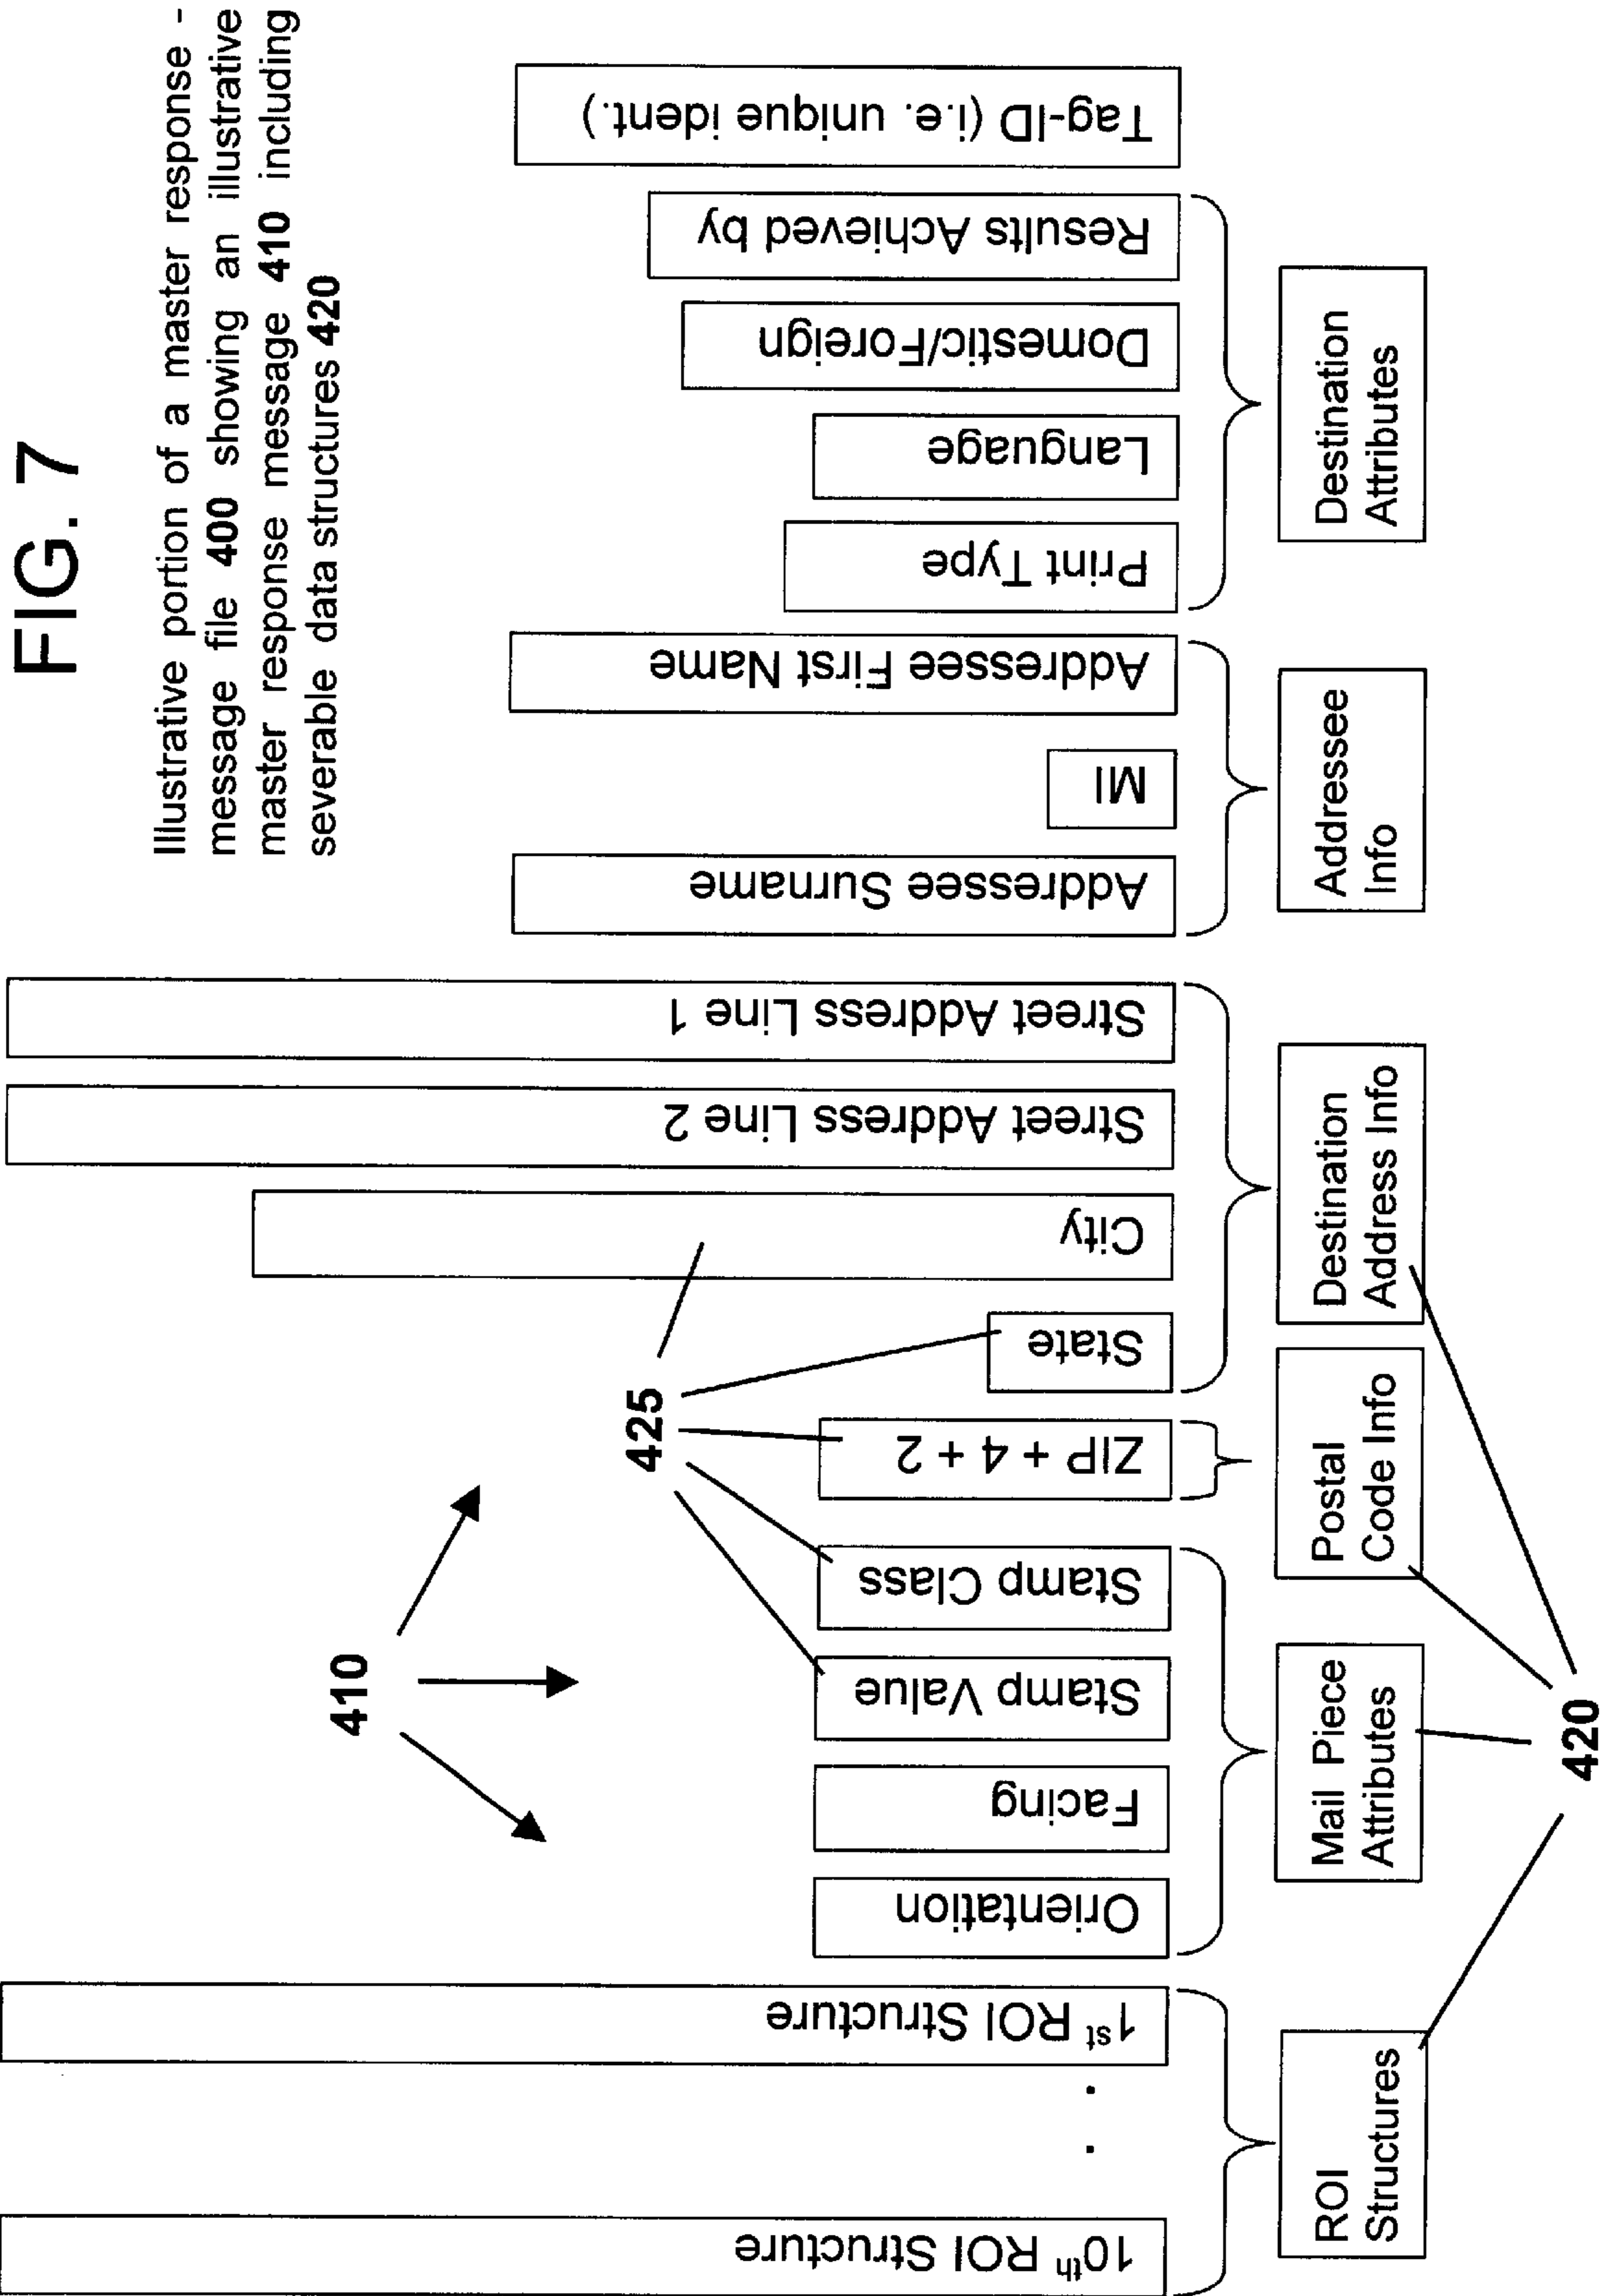 FIG. 7
Illustrative portion of a master response -
message file 400 showing an illustrative
master response message 410 including
severable data structures 420
410
425
10th ROI Structure
. .
1st ROI Structure
Orientation
Facing
Stamp Value
Stamp Class
ZIP + 4 + 2
State
City
Street Address Line 2
Street Address Line 1
Addressee Surname
MI
Addressee First Name
Print Type
Language
Domestic/Foreign
Results Achieved by
Tag-ID (i.e. unique ident.)
ROI
Structures
Mail Piece
Attributes
Postal
Code Info
Destination
Address Info
Addressee
Info
Destination
Attributes
420